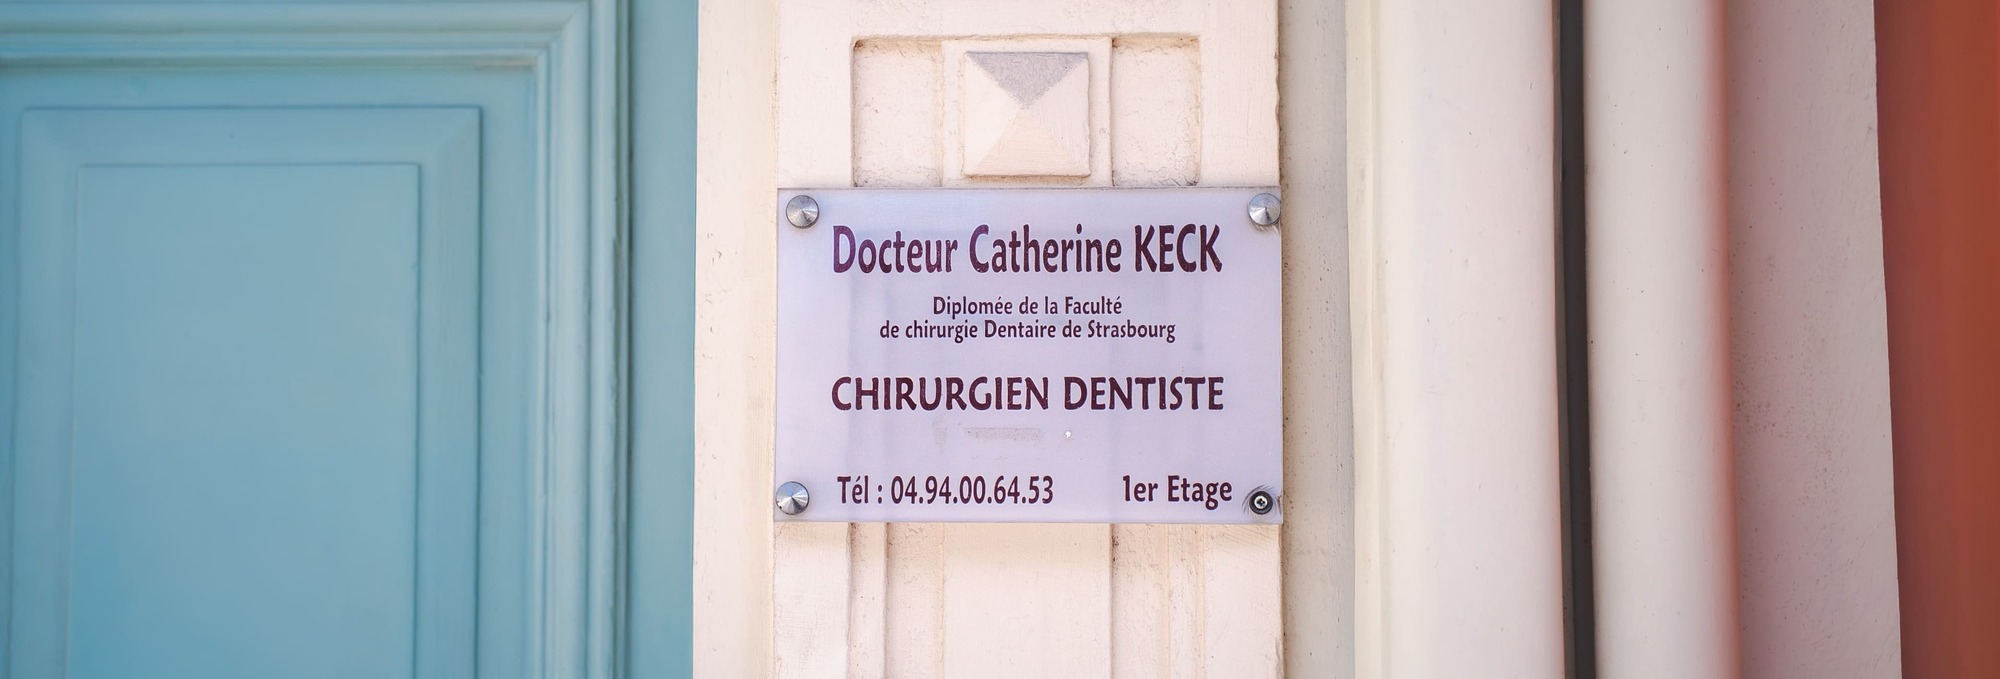 Docteur Catherine KECK
Diplomée de la Faculté
de chirurgie Dentaire de Strasbourg
CHIRURGIEN DENTISTE
Tél : 04.94.00.64.53 1er Etage